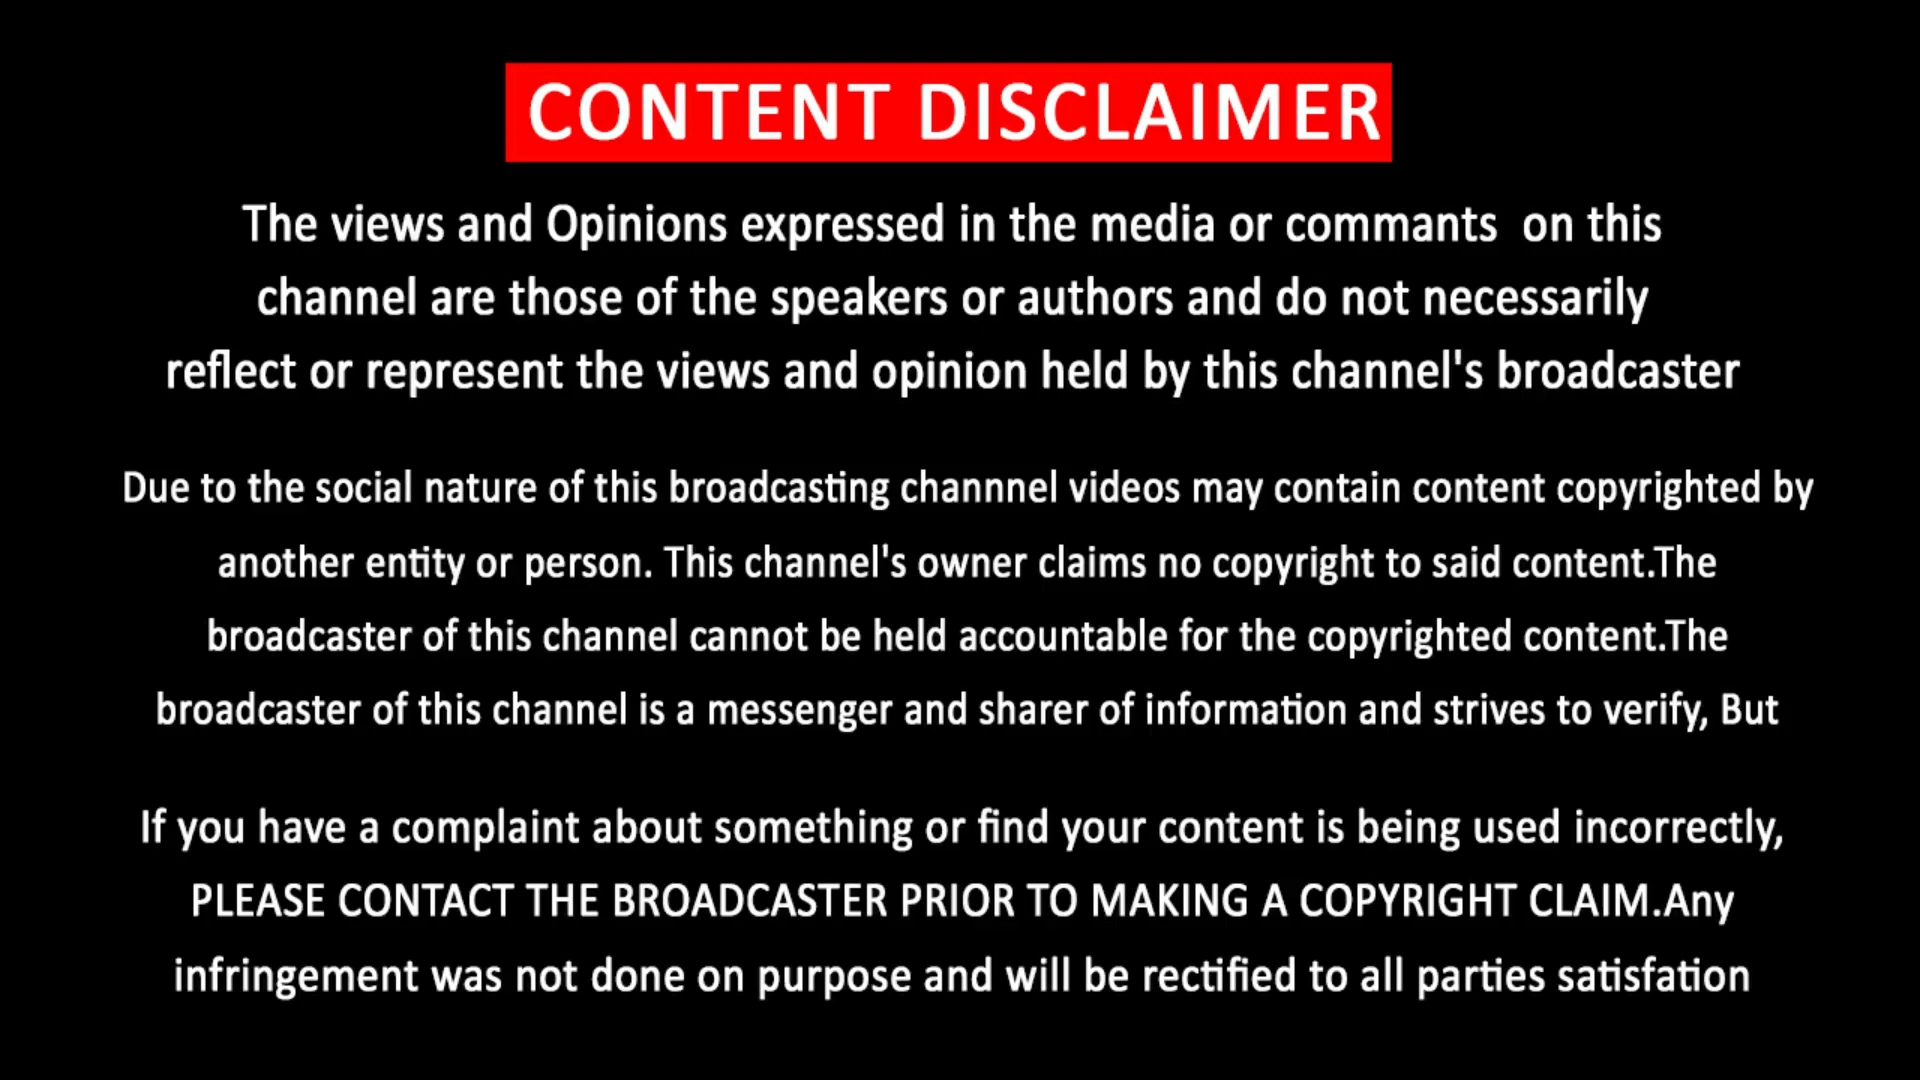 CONTENT DISCLAIMER
The views and Opinions expressed in the media or commants on this
channel are those of the speakers or authors and do not necessarily
reflect or represent the views and opinion held by this channel's broadcaster
Due to the social nature of this broadcasting channnel videos may contain content copyrighted by
another entity or person. This channel's owner claims no copyright to said content.The
broadcaster of this channel cannot be held accountable for the copyrighted content.The
broadcaster of this channel is a messenger and sharer of information and strives to verify, But
If you have a complaint about something or find your content is being used incorrectly,
PLEASE CONTACT THE BROADCASTER PRIOR TO MAKING A COPYRIGHT CLAIM.Any
infringement was not done on purpose and will be rectified to all parties satisfation